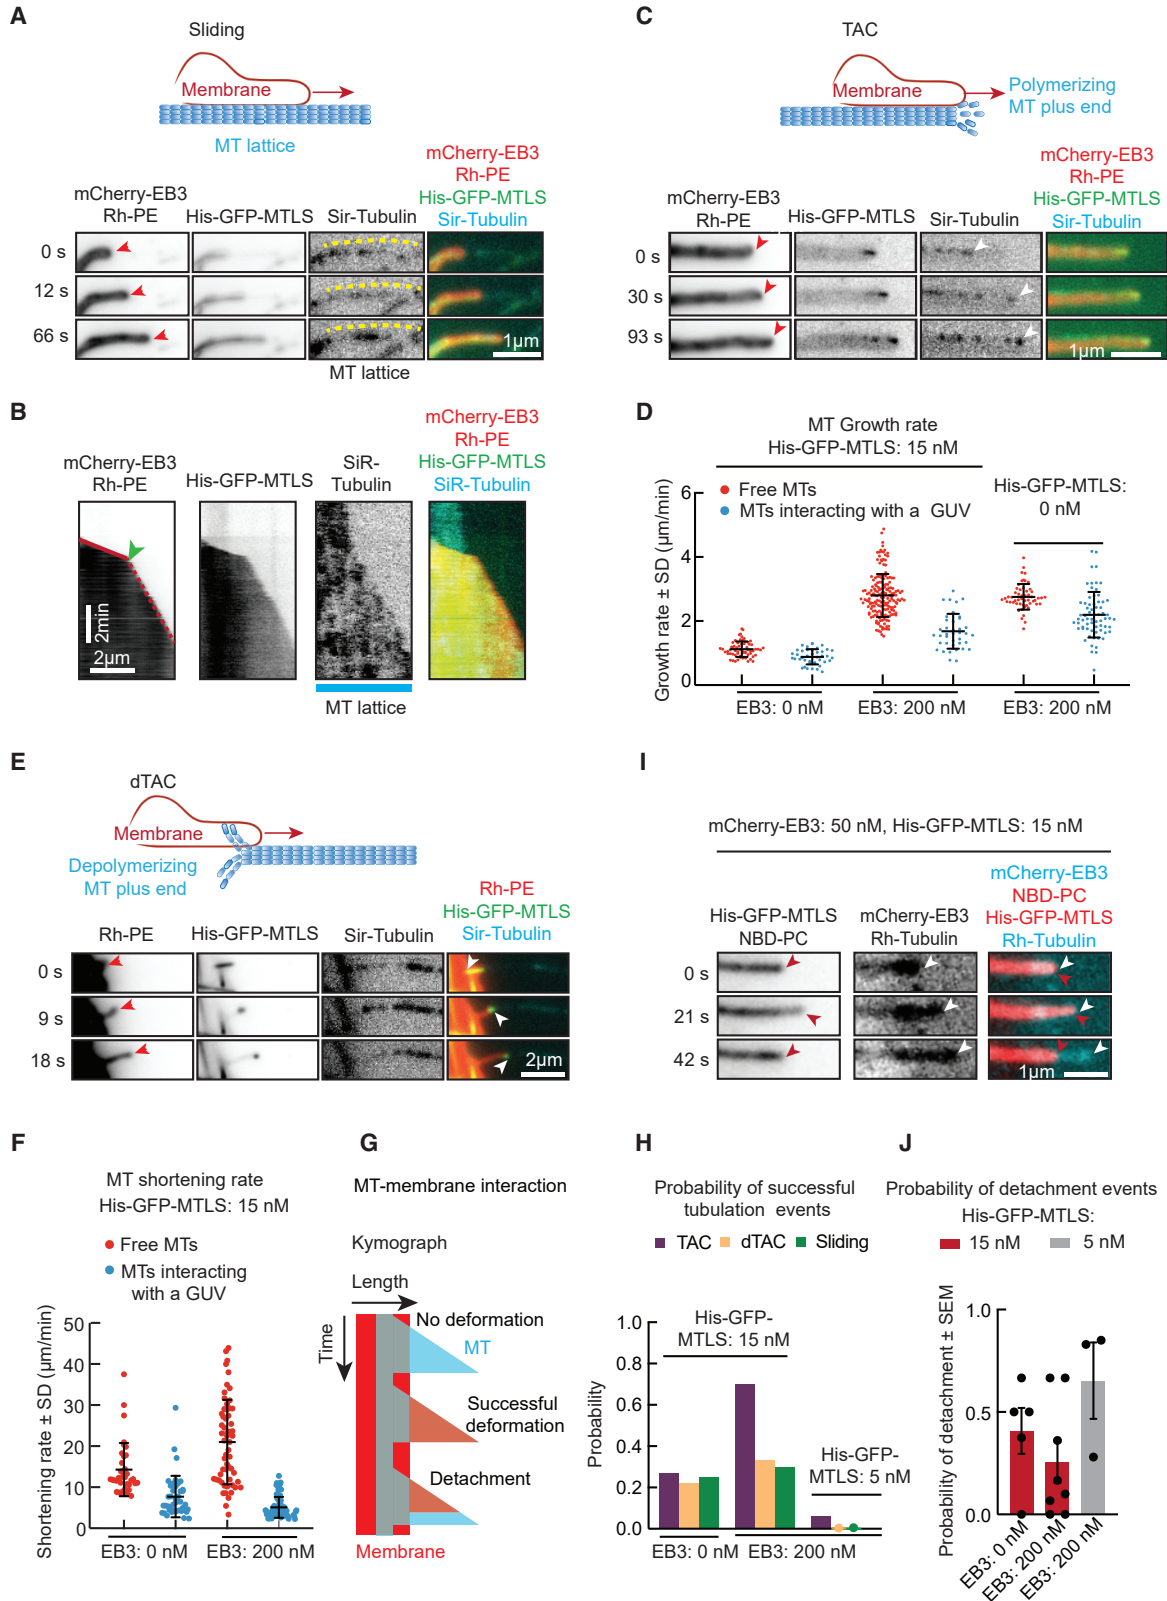 A
Sliding
Membrane
MT lattice
mCherry-EB3
Rh-PE
His-GFP-MTLS
Sir-Tubulin
mCherry-EB3
Rh-PE
His-GFP-MTLS
Sir-Tubulin
0 s
12 s
66 s
1µm
MT lattice
C
TAC
Membrane
Polymerizing
MT plus end
mCherry-EB3
Rh-PE
His-GFP-MTLS
Sir-Tubulin
mCherry-EB3
Rh-PE
His-GFP-MTLS
Sir-Tubulin
0 s
30 s
93 s
1µm
B
mCherry-EB3
Rh-PE
His-GFP-MTLS
SiR-
Tubulin
mCherry-EB3
Rh-PE
His-GFP-MTLS
SiR-Tubulin
2min
2µm
MT lattice
D
MT Growth rate
His-GFP-MTLS: 15 nM
His-GFP-MTLS:
0 nM
Free MTs
MTs interacting with a GUV
Growth rate ± SD (µm/min)
6
4
2
0
EB3: 0 nM
EB3: 200 nM
EB3: 200 nM
E
dTAC
Membrane
Depolymerizing
MT plus end
Rh-PE
His-GFP-MTLS
Sir-Tubulin
Rh-PE
His-GFP-MTLS
Sir-Tubulin
0 s
9 s
18 s
2µm
I
mCherry-EB3: 50 nM, His-GFP-MTLS: 15 nM
His-GFP-MTLS
NBD-PC
mCherry-EB3
Rh-Tubulin
mCherry-EB3
NBD-PC
His-GFP-MTLS
Rh-Tubulin
0 s
21 s
42 s
1µm
F
MT shortening rate
His-GFP-MTLS: 15 nM
Free MTs
MTs interacting
with a GUV
Shortening rate ± SD (µm/min)
50
40
30
20
10
0
EB3: 0 nM
EB3: 200 nM
G
MT-membrane interaction
Kymograph
Length
Time
No deformation
MT
Successful
deformation
Detachment
Membrane
H
Probability of successful
tubulation events
TAC
dTAC
Sliding
Probability
1.0
0.8
0.6
0.4
0.2
0.0
His-GFP-
MTLS: 15 nM
His-GFP-
MTLS: 5 nM
EB3: 0 nM
EB3: 200 nM
J
Probability of detachment events
His-GFP-MTLS:
15 nM
5 nM
Probability of detachment ± SEM
1.0
0.5
0.0
EB3: 0 nM
EB3: 200 nM
EB3: 200 nM